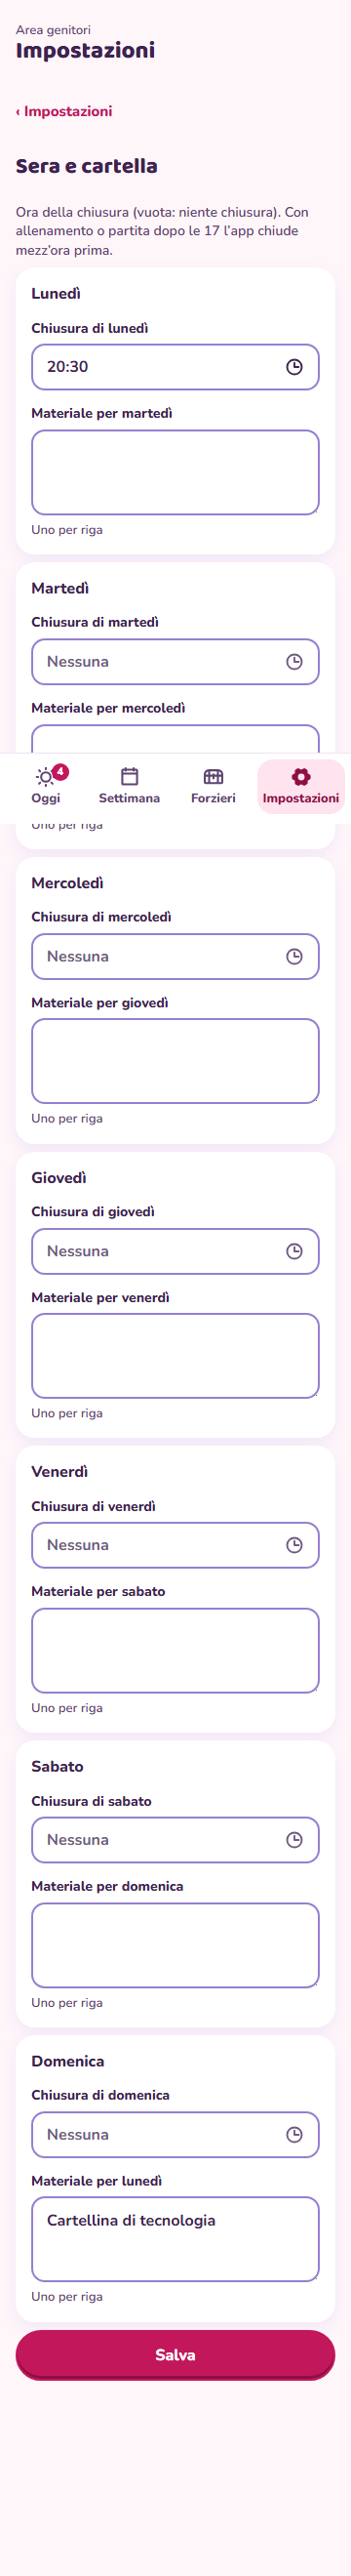 Area genitori
Impostazioni
‹ Impostazioni
Sera e cartella
Ora della chiusura (vuota: niente chiusura). Con
allenamento o partita dopo le 17 l'app chiude
mezz'ora prima.
Lunedì
Chiusura di lunedì
20:30
Materiale per martedì
Uno per riga
Martedì
Chiusura di martedì
Nessuna
Materiale per mercoledì
4
Oggi
Settimana
Forzieri
Impostazioni
Uno per riga
Mercoledì
Chiusura di mercoledì
Nessuna
Materiale per giovedì
Uno per riga
Giovedì
Chiusura di giovedì
Nessuna
Materiale per venerdì
Uno per riga
Venerdì
Chiusura di venerdì
Nessuna
Materiale per sabato
Uno per riga
Sabato
Chiusura di sabato
Nessuna
Materiale per domenica
Uno per riga
Domenica
Chiusura di domenica
Nessuna
Materiale per lunedì
Cartellina di tecnologia
Uno per riga
Salva